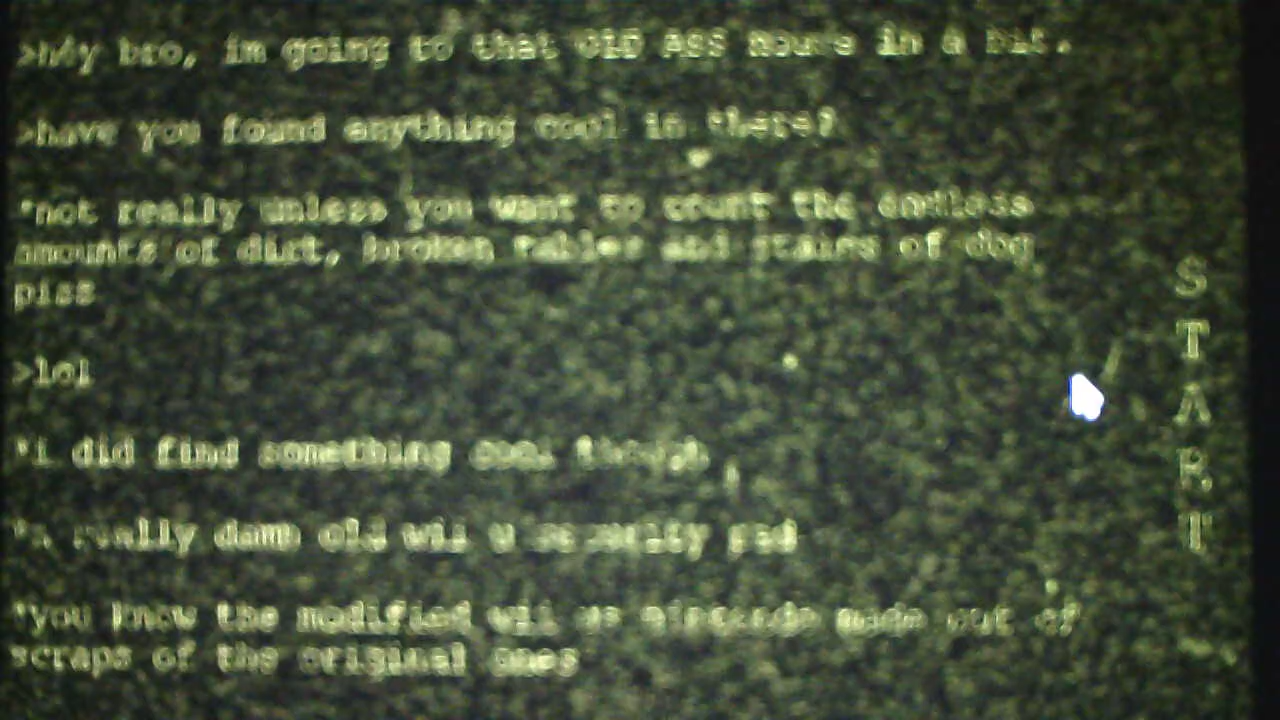 >hey bro, im going to that OLD ASS house in a bit.
>have you found anything cool in there?
*not really unless you want to count the endless
amounts of dirt, broken tables and stains of dog
piss
>lol
*i did find something cool though
really damn old wii u
*you know the modified wii us made out of
scraps of the original ones
START